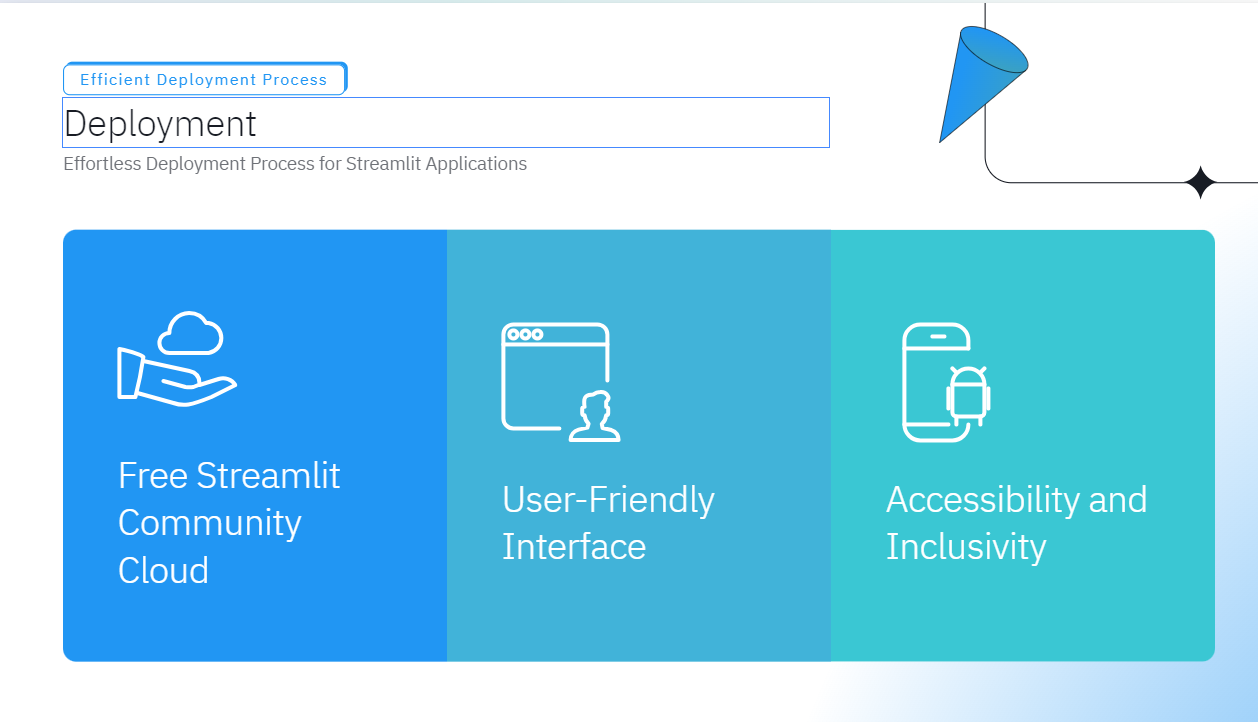 Efficient Deployment Process
Deployment
Effortless Deployment Process for Streamlit Applications
Free Streamlit
Community
Cloud
User-Friendly
Interface
Accessibility and
Inclusivity